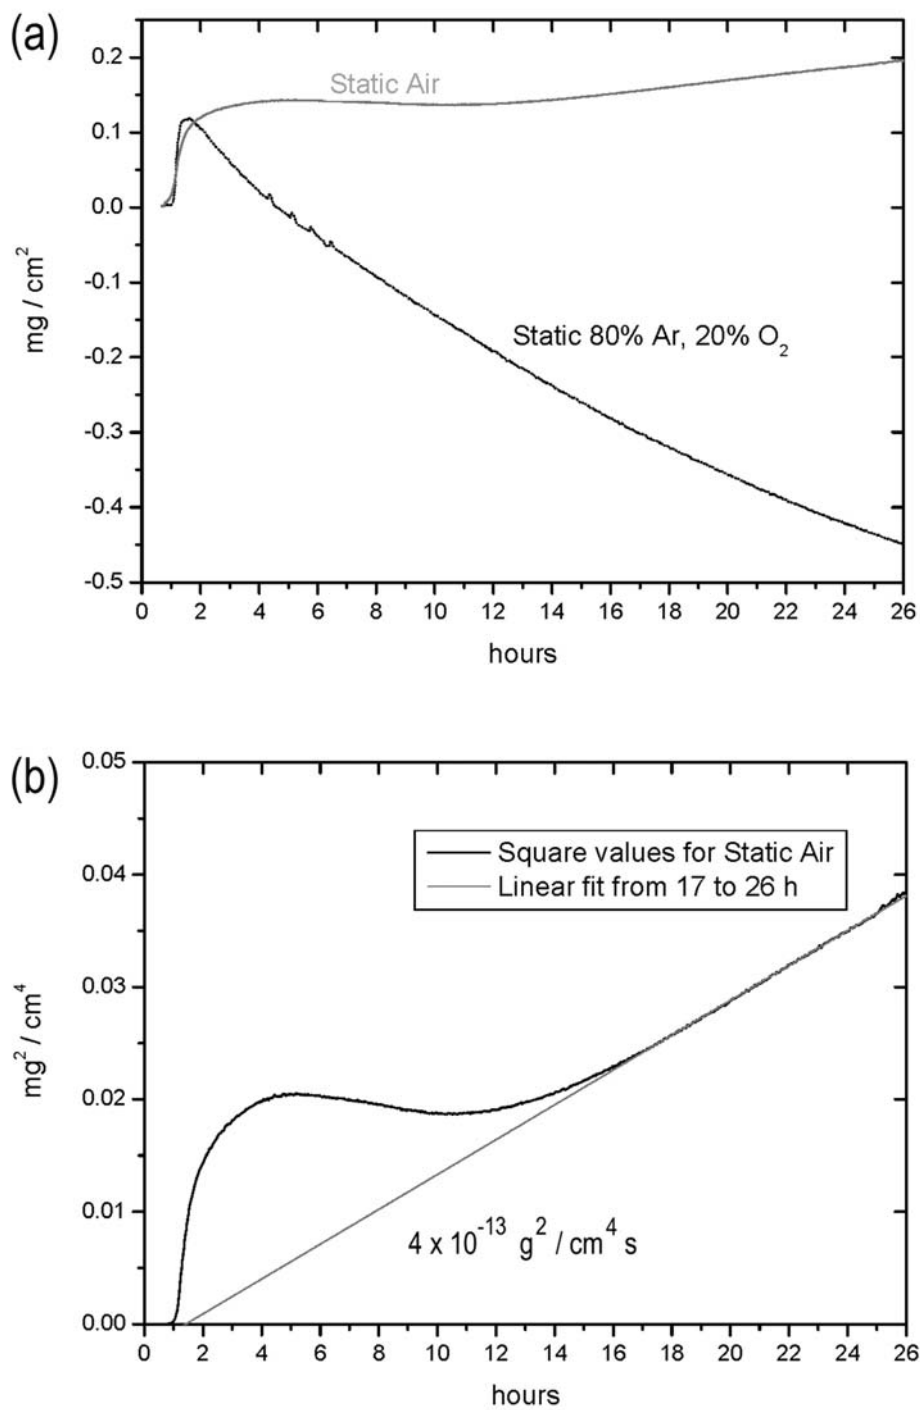 (a)
0.2
0.1
0.0
-0.1
-0.2
-0.3
-0.4
-0.5
mg / cm²
Static Air
Static 80% Ar, 20% O₂
0 2 4 6 8 10 12 14 16 18 20 22 24 26
hours
(b)
0.05
0.04
0.03
0.02
0.01
0.00
mg² / cm⁴
Square values for Static Air
Linear fit from 17 to 26 h
4 x 10⁻¹³ g² / cm⁴ s
0 2 4 6 8 10 12 14 16 18 20 22 24 26
hours